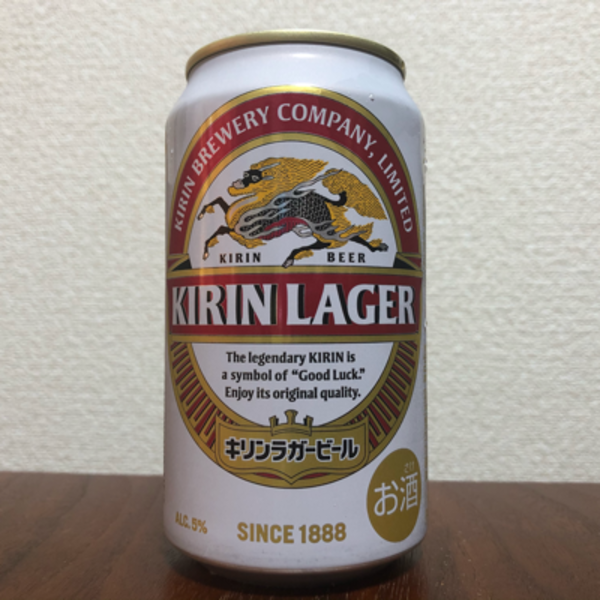 KIRIN BREWERY COMPANY, LIMITED
KIRIN BEER
KIRIN LAGER
The legendary KIRIN is
a symbol of "Good Luck."
Enjoy its original quality.
キリンラガービール
お酒
ALC. 5%
SINCE 1888